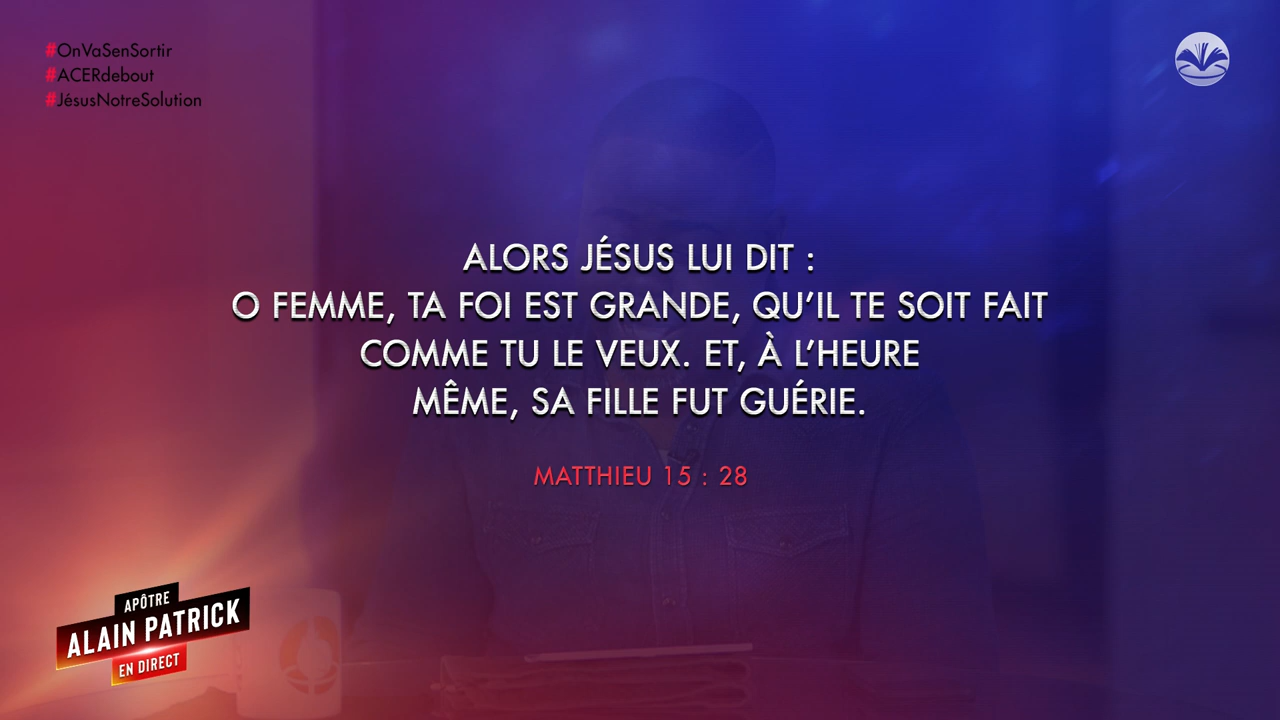 #OnVaSenSortir
#ACERdebout
#JésusNotreSolution
ALORS JÉSUS LUI DIT :
O FEMME, TA FOI EST GRANDE, QU’IL TE SOIT FAIT
COMME TU LE VEUX. ET, À L’HEURE
MÊME, SA FILLE FUT GUÉRIE.
MATTHIEU 15 : 28
APÔTRE
ALAIN PATRICK
EN DIRECT